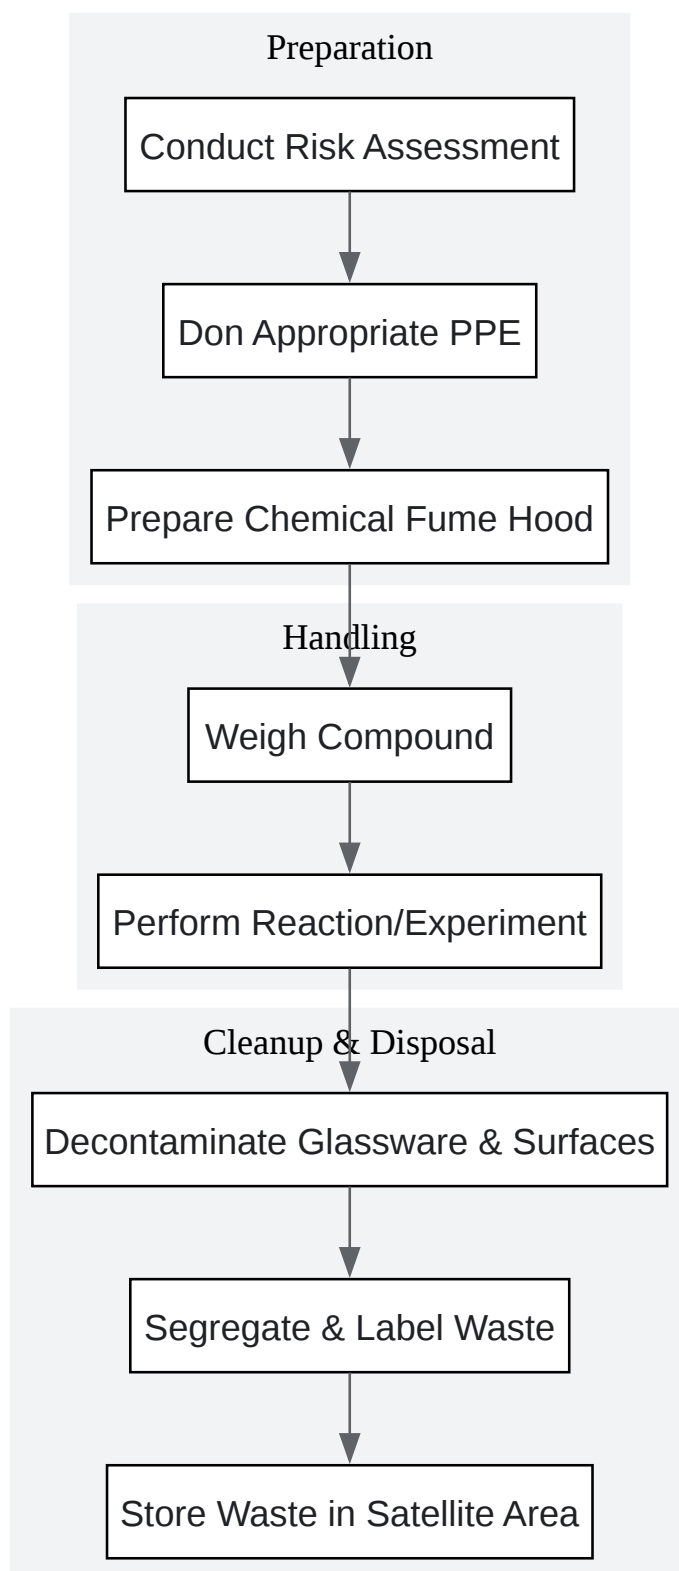 Preparation
Conduct Risk Assessment
Don Appropriate PPE
Prepare Chemical Fume Hood
Handling
Weigh Compound
Perform Reaction/Experiment
Cleanup & Disposal
Decontaminate Glassware & Surfaces
Segregate & Label Waste
Store Waste in Satellite Area